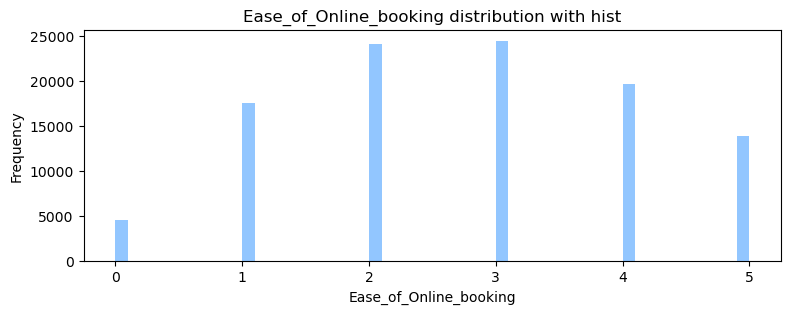 Ease_of_Online_booking distribution with hist
25000
20000
15000
10000
5000
0
Frequency
0 1 2 3 4 5
Ease_of_Online_booking